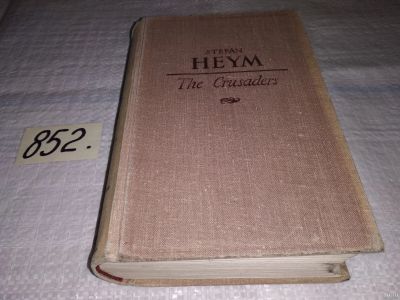 STEFAN
HEYM
The Crusaders
852.